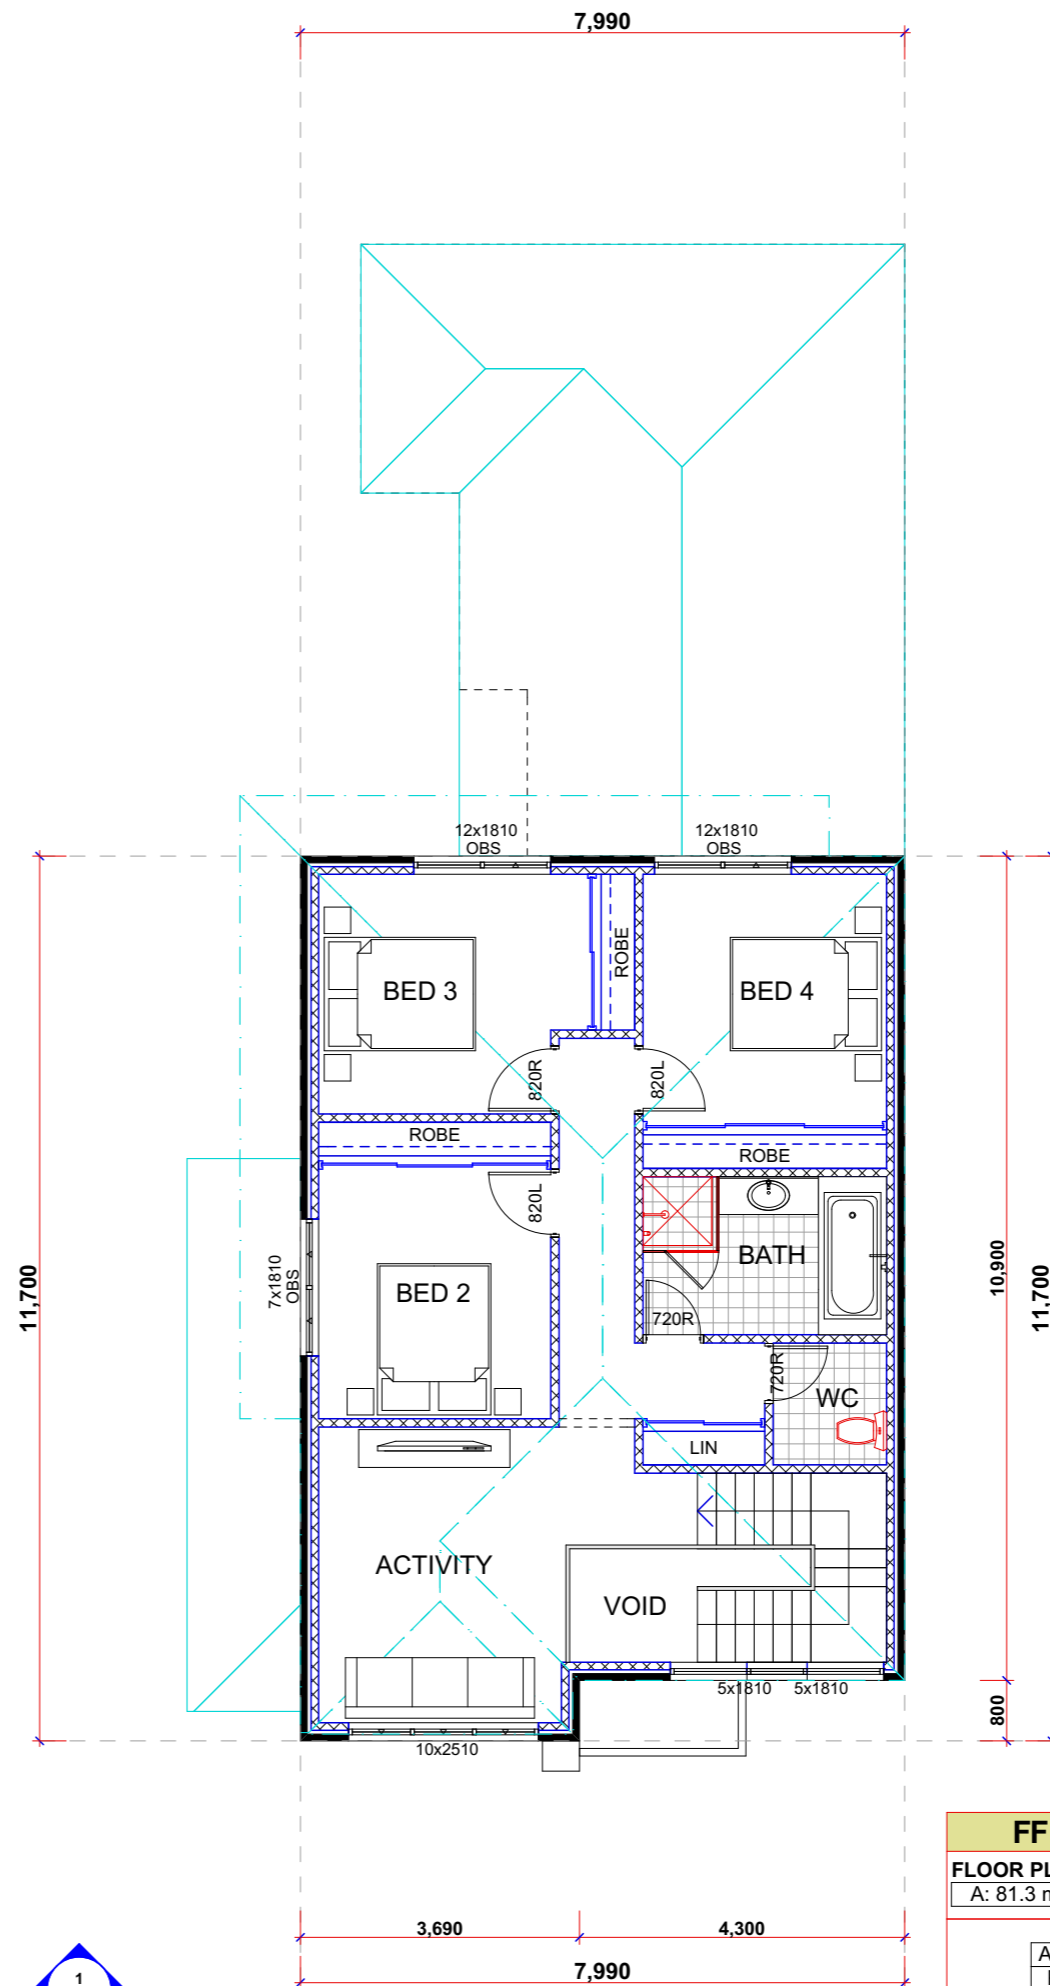 7,990
12x1810
OBS
12x1810
OBS
BED 3
ROBE
BED 4
820R
820L
ROBE
ROBE
820L
BATH
7x1810
OBS
BED 2
720R
720R
WC
LIN
ACTIVITY
VOID
5x1810
5x1810
10x2510
11,700
10,900
11,700
800
3,690
4,300
7,990
FF
FLOOR PL
A: 81.3
A
1